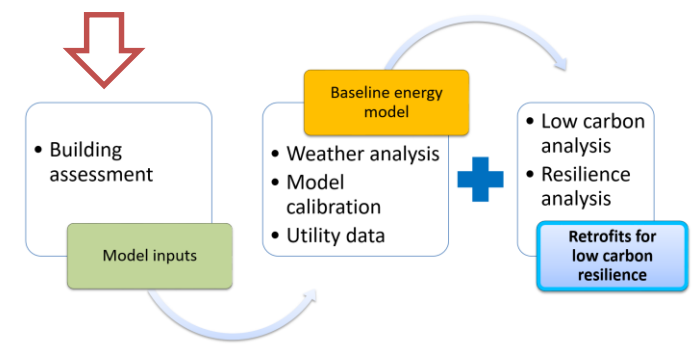 • Building
assessment
Model inputs
Baseline energy
model
• Weather analysis
• Model
calibration
• Utility data
• Low carbon
analysis
• Resilience
analysis
Retrofits for
low carbon
resilience